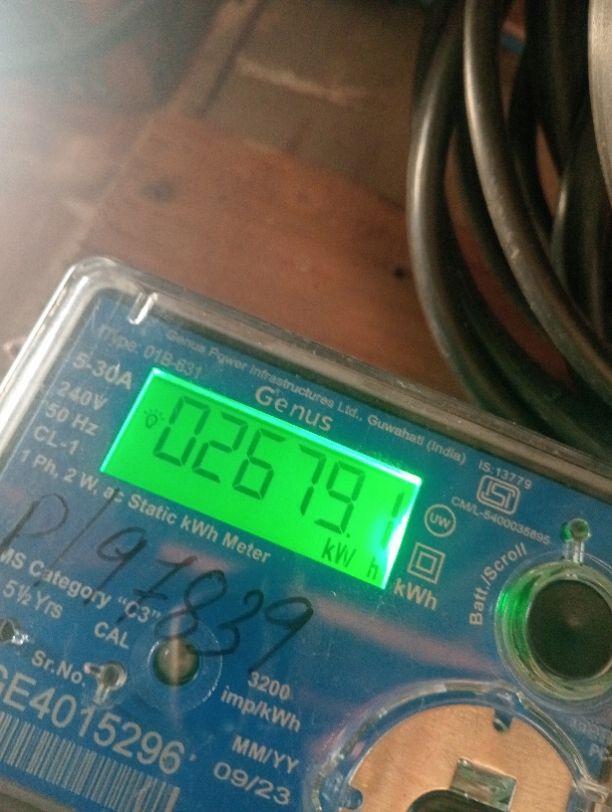 Type: 01B-631
Genus Power Infrastructures Ltd., Guwahati (India)
5-30A
Genus
240V
50 Hz
CL-1
02679.1
kW h
1 Ph, 2 W, ac Static kWh Meter
IS:13779
CM/L-5400035895
UW
kWh
Batt./Scroll
P/97839
MS Category "C3"
5½ Yrs
CAL
3200
imp/kWh
Sr.No.
GE4015296
MM/YY
09/23